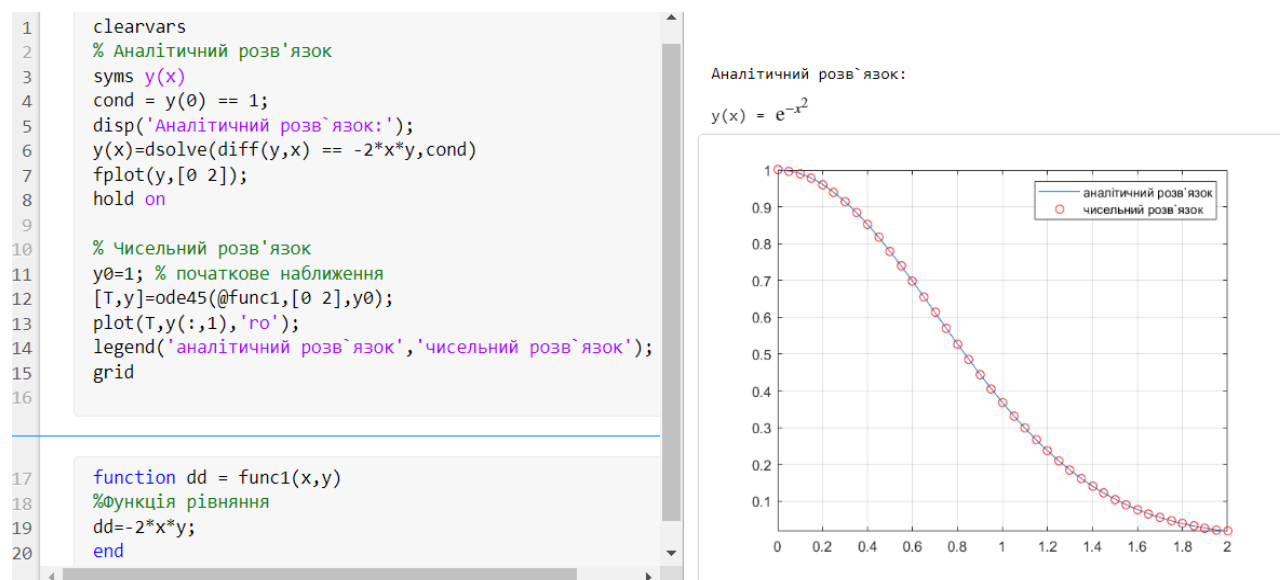 1 clearvars
2 % Аналітичний розв'язок
3 syms y(x)
4 cond = y(0) == 1;
5 disp('Аналітичний розв`язок:');
6 y(x)=dsolve(diff(y,x) == -2*x*y,cond)
7 fplot(y,[0 2]);
8 hold on
9
10 % Чисельний розв'язок
11 y0=1; % початкове наближення
12 [T,y]=ode45(@func1,[0 2],y0);
13 plot(T,y(:,1),'ro');
14 legend('аналітичний розв`язок','чисельний розв`язок');
15 grid
16
17 function dd = func1(x,y)
18 %Функція рівняння
19 dd=-2*x*y;
20 end
Аналітичний розв`язок:
y(x) = e^{-x^2}
аналітичний розв`язок
чисельний розв`язок
1
0.9
0.8
0.7
0.6
0.5
0.4
0.3
0.2
0.1
0 0.2 0.4 0.6 0.8 1 1.2 1.4 1.6 1.8 2